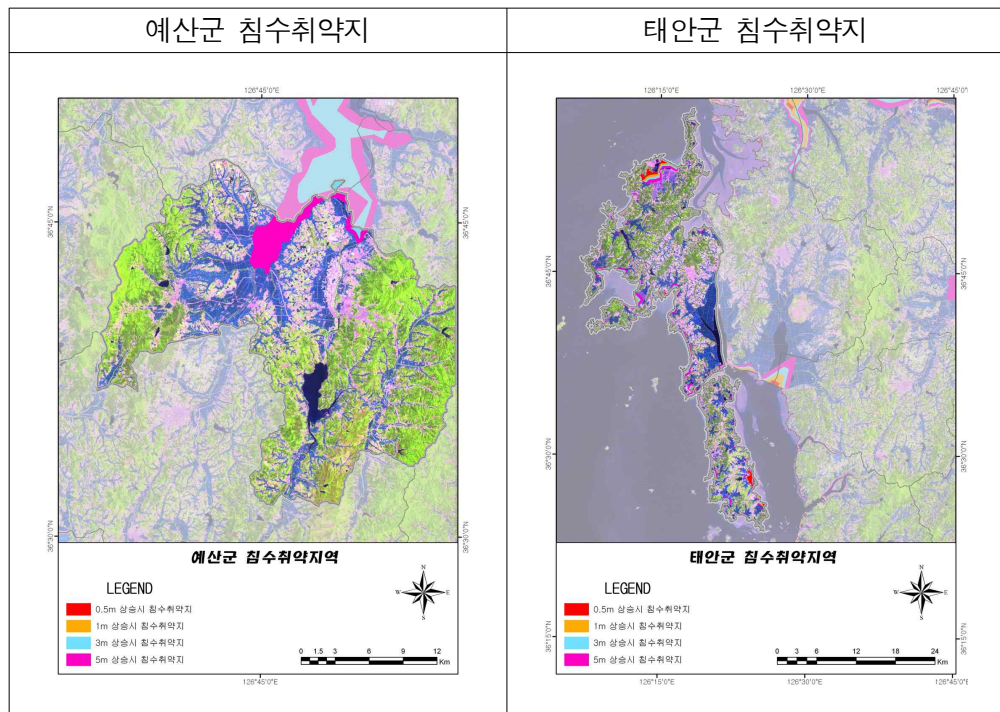 예산군 침수취약지
태안군 침수취약지
126°45'0"E
36°45'0"N
36°45'0"N
36°30'0"N
36°30'0"N
예산군 침수취약지역
LEGEND
0.5m 상승시 침수취약지
1m 상승시 침수취약지
3m 상승시 침수취약지
5m 상승시 침수취약지
N
W E
S
0 1.5 3 6 9 12
Km
126°45'0"E
126°15'0"E 126°30'0"E 126°45'0"E
36°45'0"N
36°45'0"N
36°30'0"N
36°30'0"N
태안군 침수취약지역
LEGEND
0.5m 상승시 침수취약지
1m 상승시 침수취약지
3m 상승시 침수취약지
5m 상승시 침수취약지
N
W E
S
0 3 6 12 18 24
Km
36°15'0"N
36°15'0"N
126°15'0"E 126°30'0"E 126°45'0"E